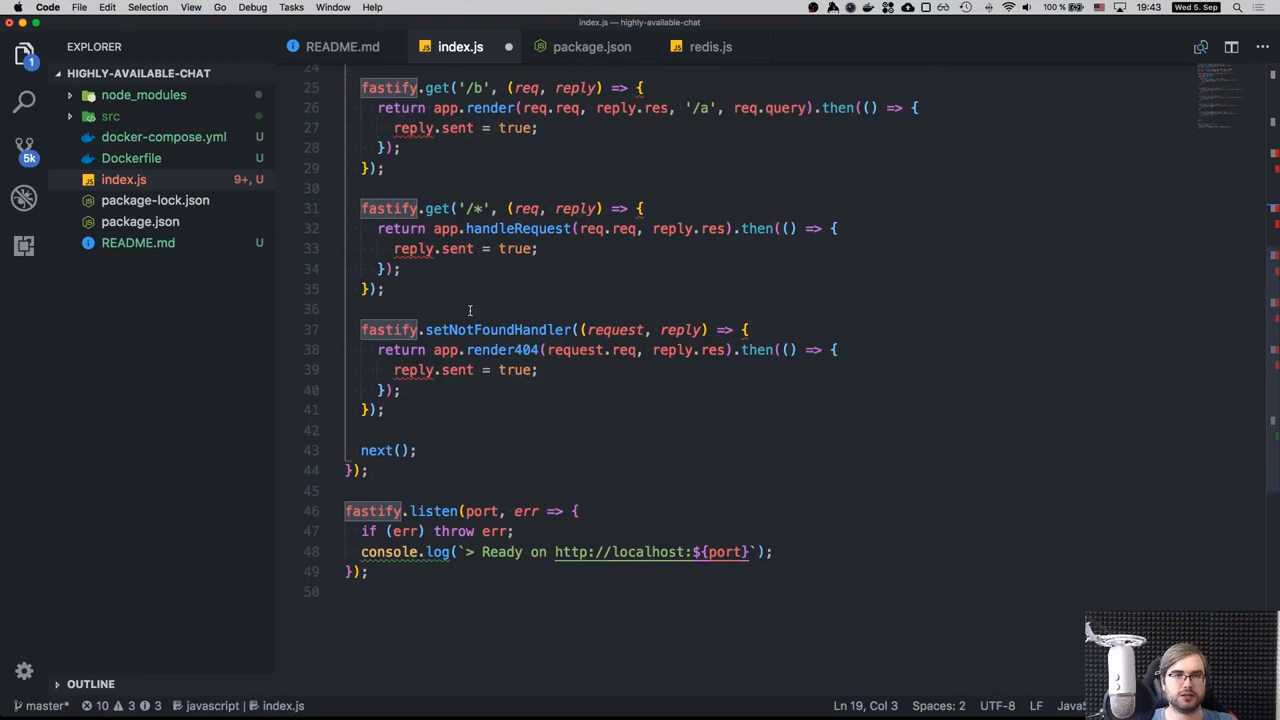 Code File Edit Selection View Go Debug Tasks Window Help 100 % 19:43 Wed 5. Sep
index.js — highly-available-chat
EXPLORER
README.md
index.js
package.json
redis.js
1
5k
HIGHLY-AVAILABLE-CHAT
node_modules
src
docker-compose.yml U
Dockerfile U
index.js 9+, U
package-lock.json
package.json
README.md U
OUTLINE
24
25 fastify.get('/b', (req, reply) => {
26 return app.render(req.req, reply.res, '/a', req.query).then(() => {
27 reply.sent = true;
28 });
29 });
30
31 fastify.get('/*', (req, reply) => {
32 return app.handleRequest(req.req, reply.res).then(() => {
33 reply.sent = true;
34 });
35 });
36
37 fastify.setNotFoundHandler((request, reply) => {
38 return app.render404(request.req, reply.res).then(() => {
39 reply.sent = true;
40 });
41 });
42
43 next();
44 });
45
46 fastify.listen(port, err => {
47 if (err) throw err;
48 console.log(`> Ready on http://localhost:${port}`);
49 });
50
master* 10 3 3 javascript | index.js Ln 19, Col 3 Spaces: 2 UTF-8 LF